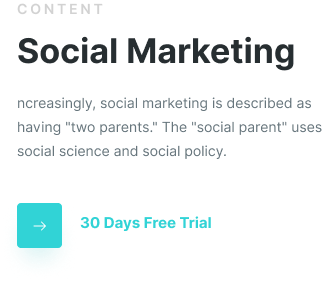 CONTENT
Social Marketing
ncreasingly, social marketing is described as
having "two parents." The "social parent" uses
social science and social policy.
30 Days Free Trial